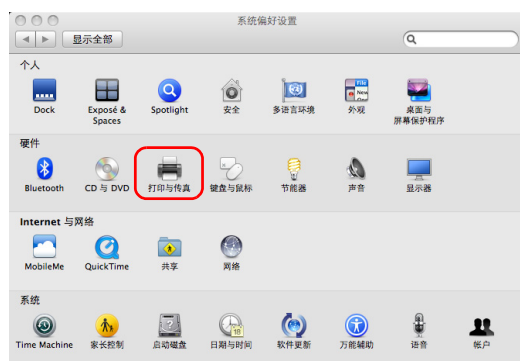 系统偏好设置
显示全部
个人
Dock
Exposé & Spaces
Spotlight
安全
多语言环境
外观
桌面与
屏幕保护程序
硬件
Bluetooth
CD 与 DVD
打印与传真
键盘与鼠标
节能器
声音
显示器
Internet 与网络
MobileMe
QuickTime
共享
网络
系统
Time Machine
家长控制
启动磁盘
日期与时间
软件更新
万能辅助
语音
帐户